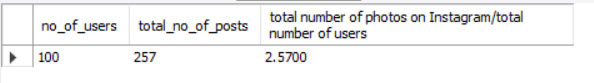 no_of_users total_no_of_posts total number of photos on Instagram/total
number of users
100 257 2.5700